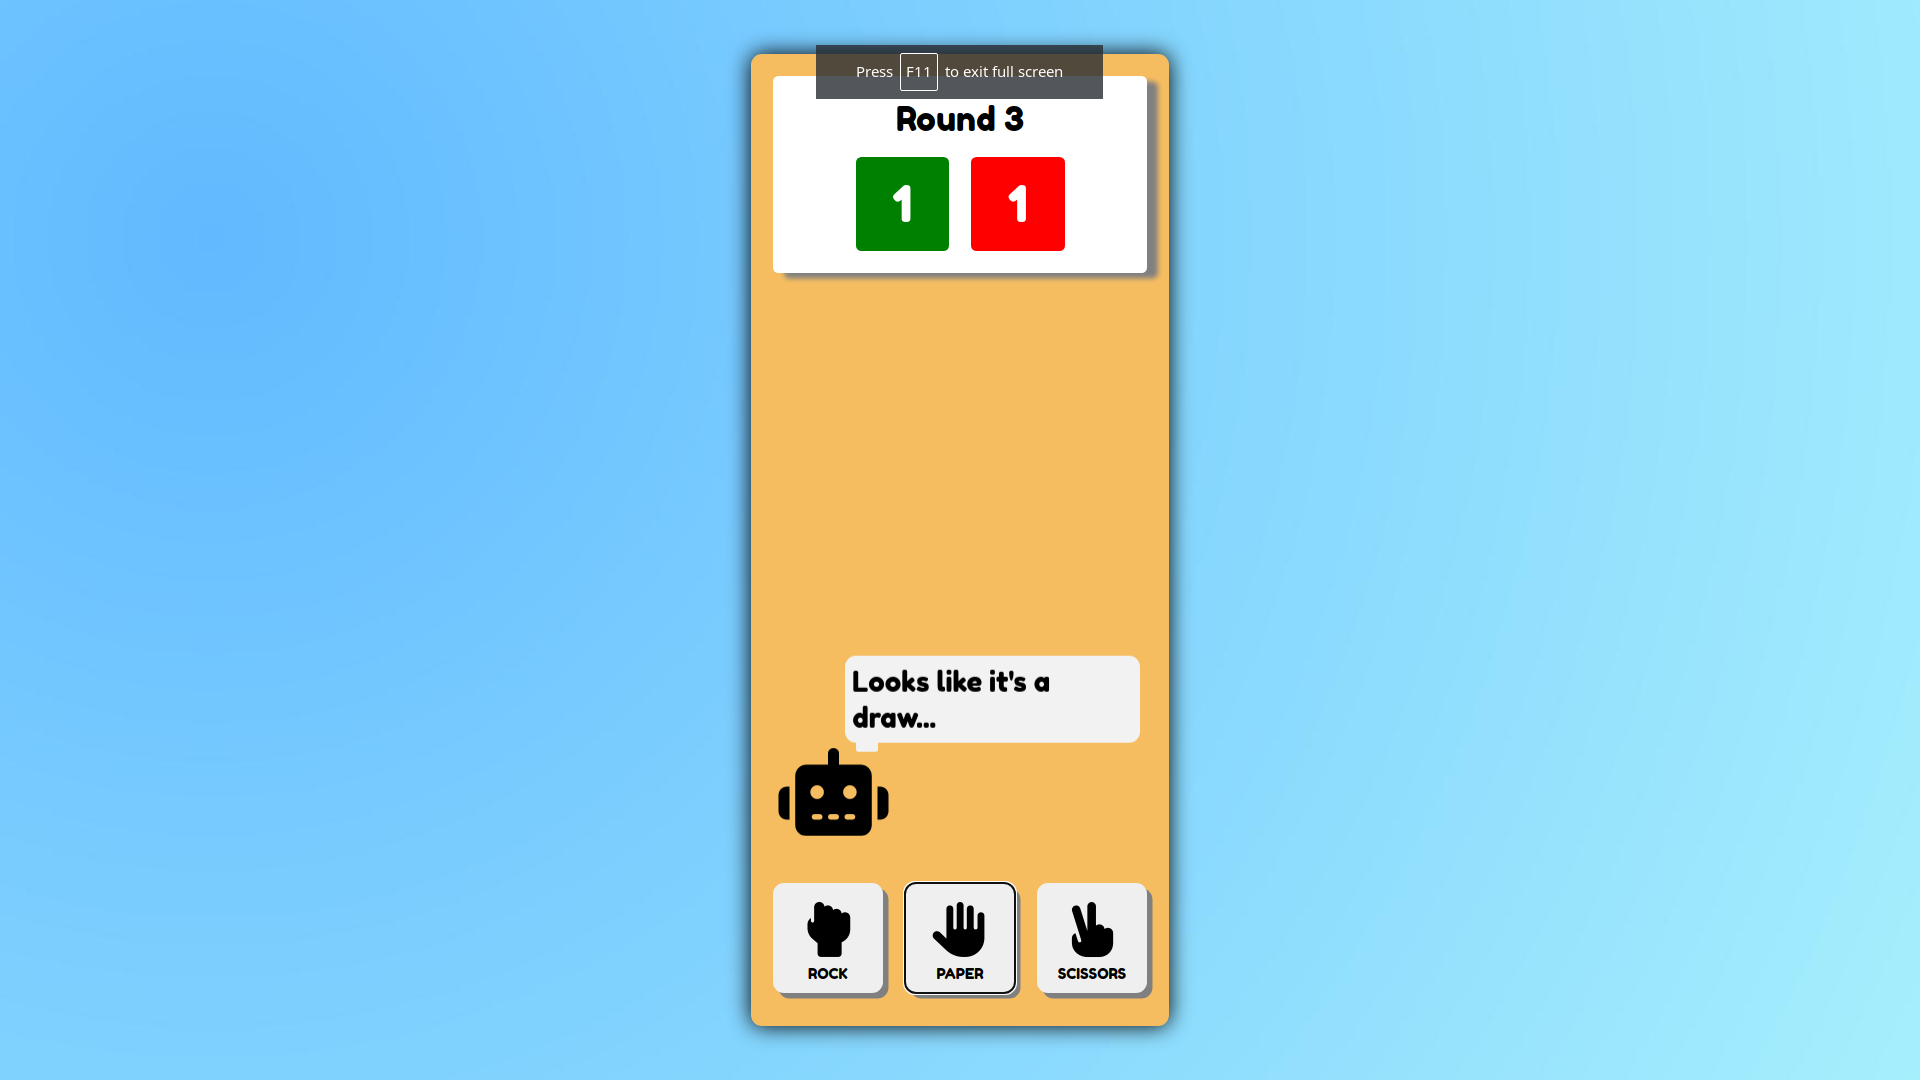 Press F11 to exit full screen
Round 3
1 1
Looks like it's a
draw...
ROCK PAPER SCISSORS